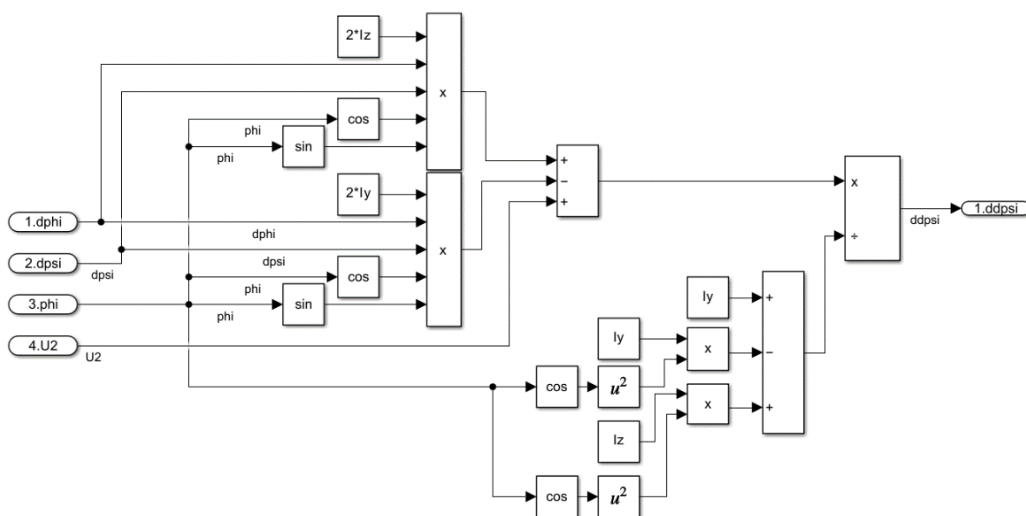 2*Iz
x
cos
phi
phi
sin
+
−
+
x
÷
ddpsi
1.ddpsi
2*Iy
1.dphi
dphi
x
2.dpsi
dpsi
dpsi
cos
3.phi
phi
phi
sin
4.U2
U2
Iy
+
Iy
x
−
cos
u²
x
+
Iz
cos
u²